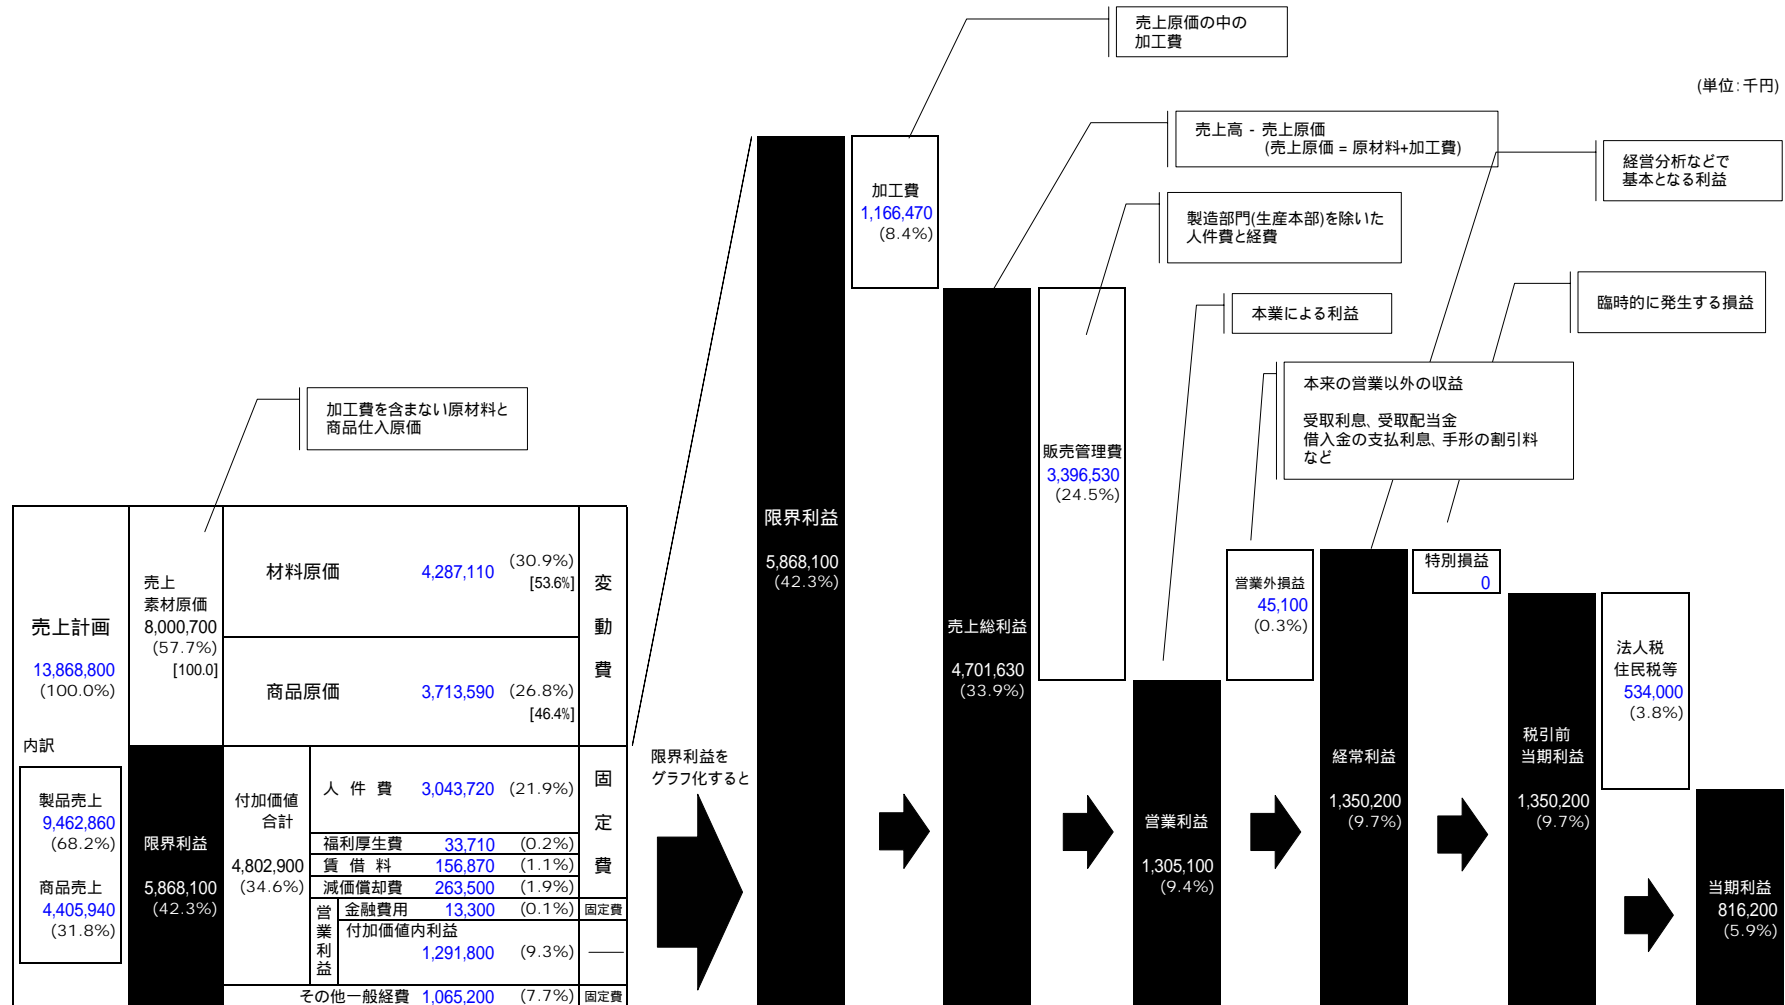 売上原価の中の
加工費
(単位:千円)
売上高 - 売上原価
(売上原価 = 原材料+加工費)
経営分析などで
基本となる利益
加工費
1,166,470
(8.4%)
製造部門(生産本部)を除いた
人件費と経費
臨時的に発生する損益
本業による利益
本来の営業以外の収益
受取利息、受取配当金
借入金の支払利息、手形の割引料
など
加工費を含まない原材料と
商品仕入原価
販売管理費
3,396,530
(24.5%)
限界利益
5,868,100
(42.3%)
売上総利益
4,701,630
(33.9%)
営業外損益
45,100
(0.3%)
特別損益
0
法人税
住民税等
534,000
(3.8%)
売上計画
13,868,800
(100.0%)
内訳
製品売上
9,462,860
(68.2%)
商品売上
4,405,940
(31.8%)
売上
素材原価
8,000,700
(57.7%)
[100.0]
材料原価 4,287,110 (30.9%)
[53.6%]
商品原価 3,713,590 (26.8%)
[46.4%]
変
動
費
限界利益
5,868,100
(42.3%)
付加価値
合計
4,802,900
(34.6%)
人 件 費 3,043,720 (21.9%)
福利厚生費 33,710 (0.2%)
賃 借 料 156,870 (1.1%)
減価償却費 263,500 (1.9%)
固
定
費
営
業
利
益
金融費用 13,300 (0.1%) 固定費
付加価値内利益
1,291,800 (9.3%) ――
その他一般経費 1,065,200 (7.7%) 固定費
限界利益を
グラフ化すると
営業利益
1,305,100
(9.4%)
経常利益
1,350,200
(9.7%)
税引前
当期利益
1,350,200
(9.7%)
当期利益
816,200
(5.9%)